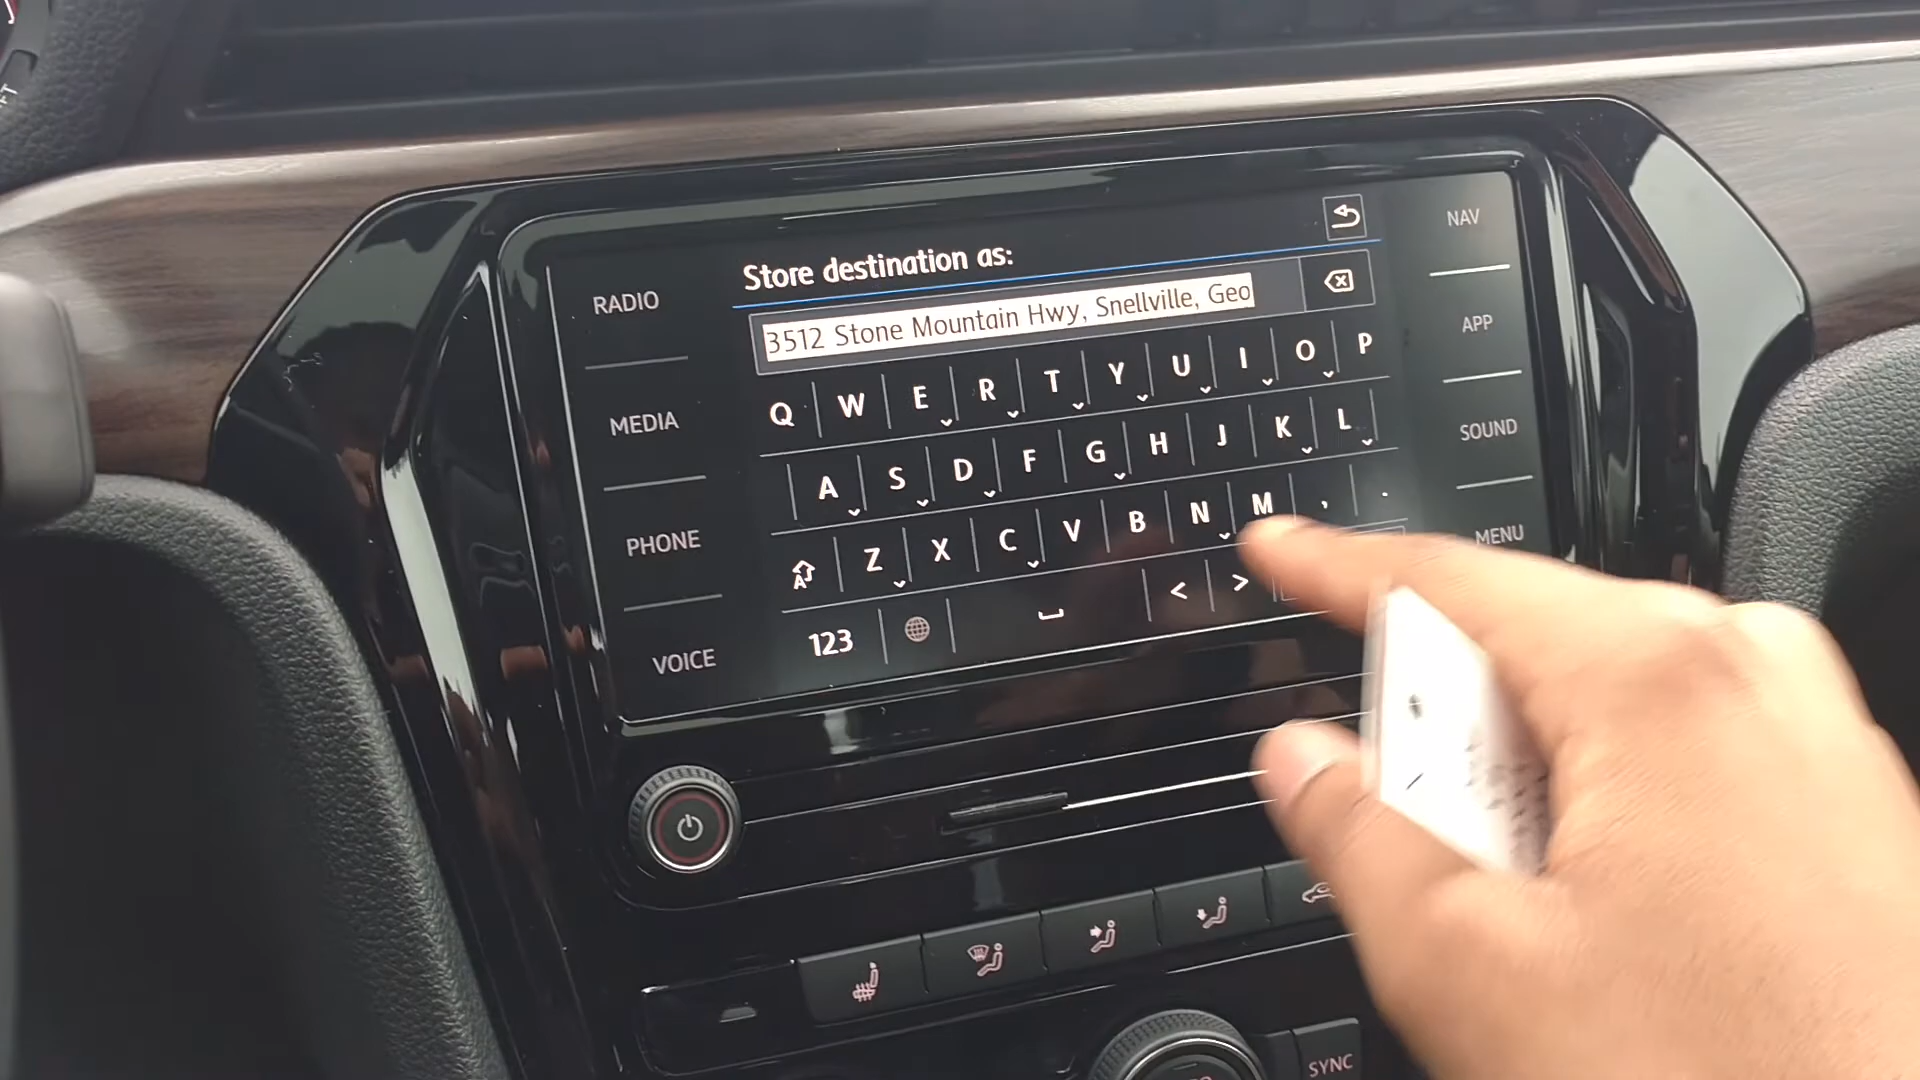 Store destination as:
3512 Stone Mountain Hwy, Snellville, Geo
RADIO
MEDIA
PHONE
VOICE
NAV
APP
SOUND
MENU
Q W E R T Y U I O P
A S D F G H J K L
A Z X C V B N M , .
123 < >
SYNC